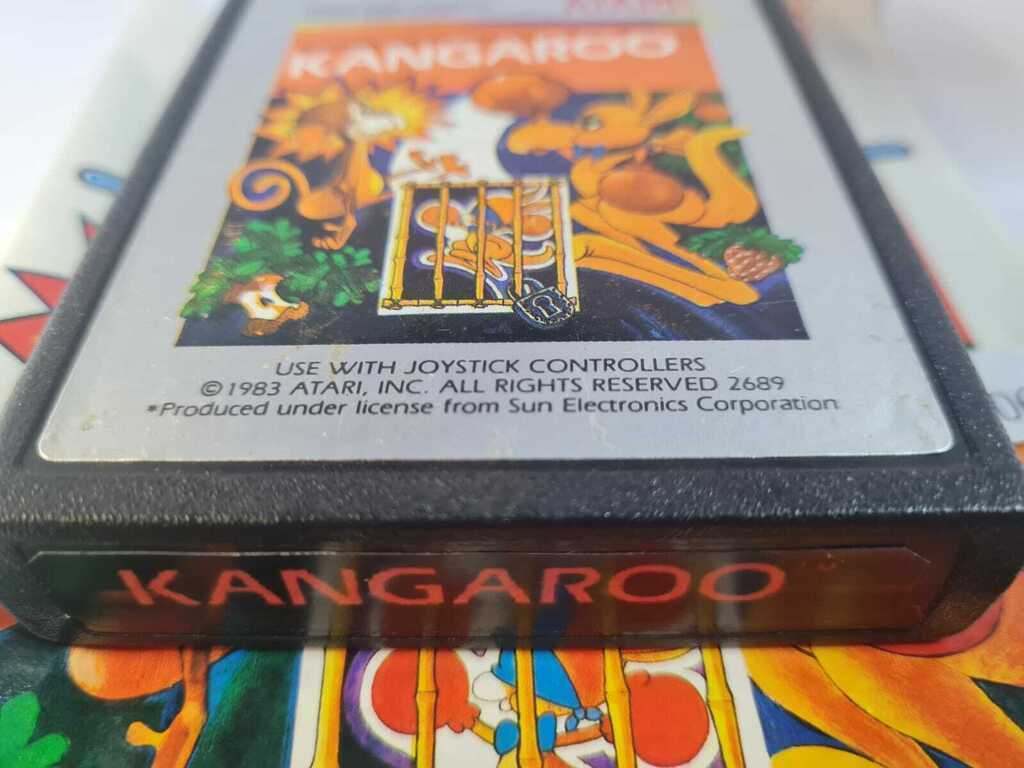 KANGAROO
USE WITH JOYSTICK CONTROLLERS
©1983 ATARI, INC. ALL RIGHTS RESERVED 2689
*Produced under license from Sun Electronics Corporation
KANGAROO